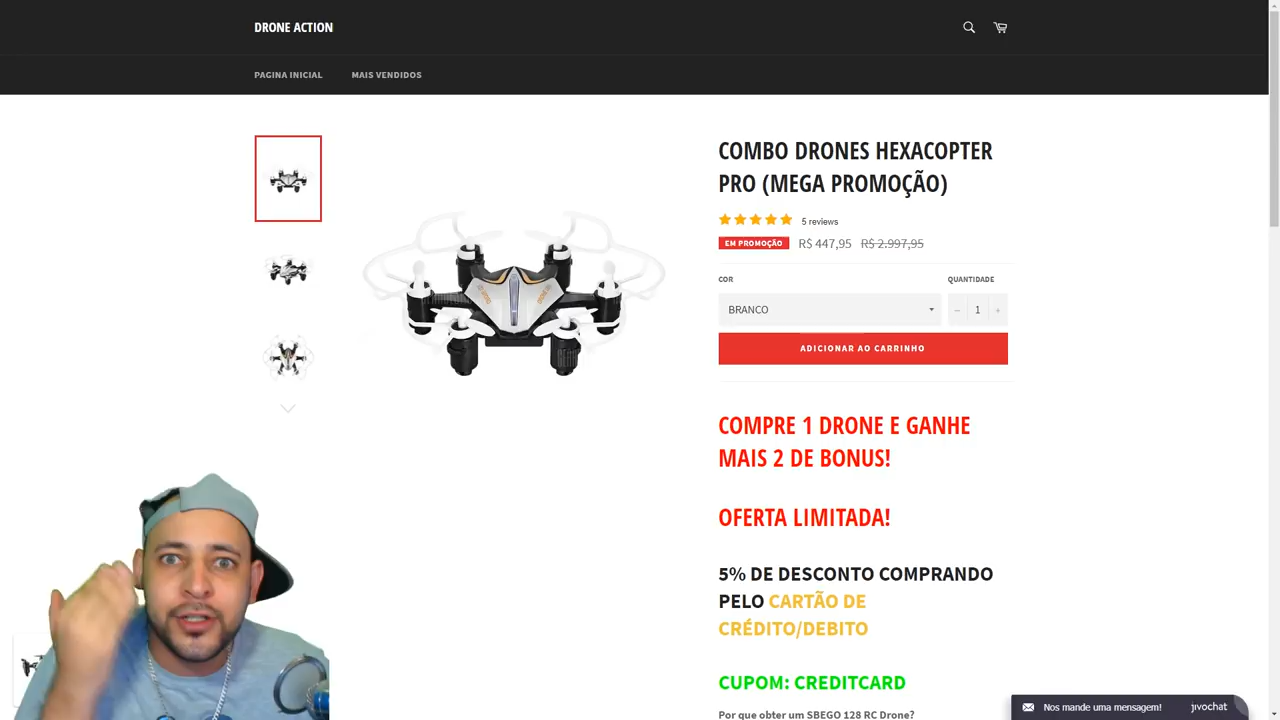 DRONE ACTION
PAGINA INICIAL
MAIS VENDIDOS
COMBO DRONES HEXACOPTER
PRO (MEGA PROMOÇÃO)
5 reviews
EM PROMOÇÃO R$ 447,95 R$ 2.997,95
COR
QUANTIDADE
BRANCO
− 1 +
ADICIONAR AO CARRINHO
COMPRE 1 DRONE E GANHE
MAIS 2 DE BONUS!
OFERTA LIMITADA!
5% DE DESCONTO COMPRANDO
PELO CARTÃO DE
CRÉDITO/DEBITO
CUPOM: CREDITCARD
Por que obter um SBEGO 128 RC Drone?
Nos mande uma mensagem! jivochat